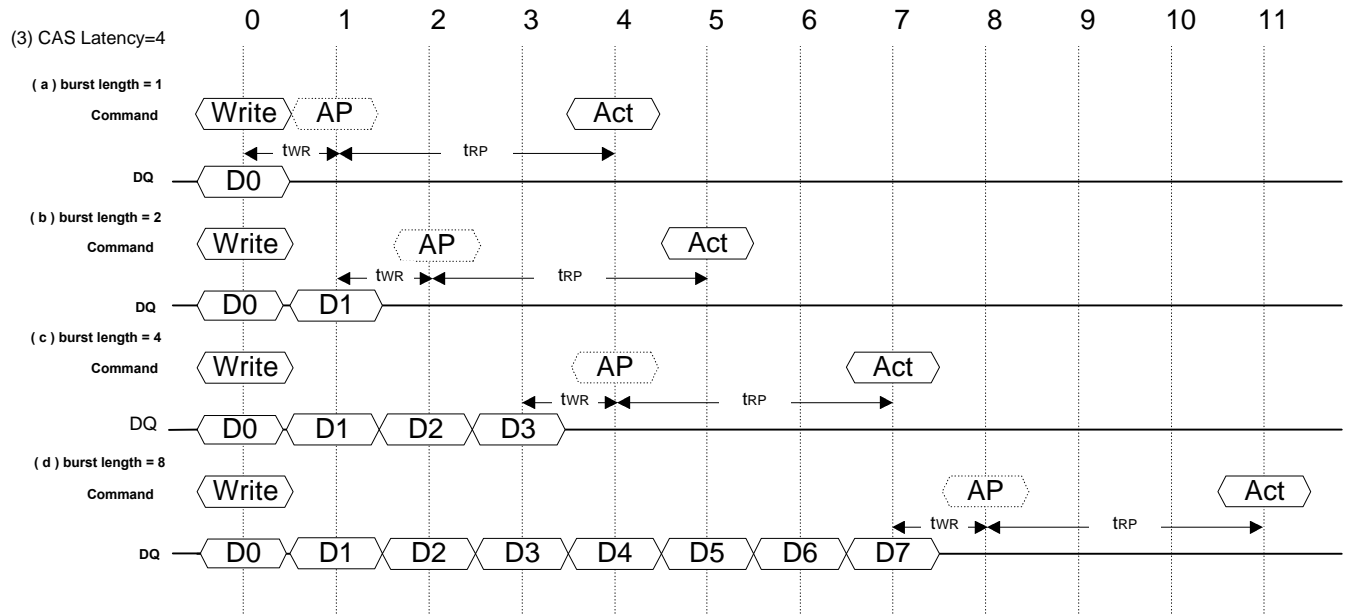 0 1 2 3 4 5 6 7 8 9 10 11
(3) CAS Latency=4
( a ) burst length = 1
Command Write AP Act
tWR tRP
DQ D0
( b ) burst length = 2
Command Write AP Act
tWR tRP
DQ D0 D1
( c ) burst length = 4
Command Write AP Act
tWR tRP
DQ D0 D1 D2 D3
( d ) burst length = 8
Command Write AP Act
tWR tRP
DQ D0 D1 D2 D3 D4 D5 D6 D7